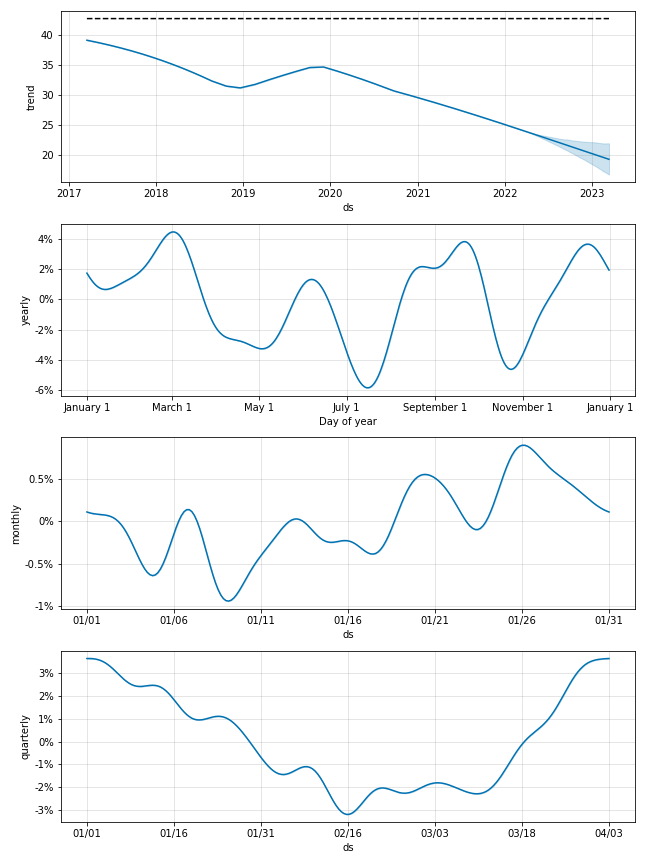 40
35
30
25
20
trend
2017 2018 2019 2020 2021 2022 2023
ds
4%
2%
0%
-2%
-4%
-6%
yearly
January 1 March 1 May 1 July 1 September 1 November 1 January 1
Day of year
0.5%
0%
-0.5%
-1%
monthly
01/01 01/06 01/11 01/16 01/21 01/26 01/31
ds
3%
2%
1%
0%
-1%
-2%
-3%
quarterly
01/01 01/16 01/31 02/16 03/03 03/18 04/03
ds